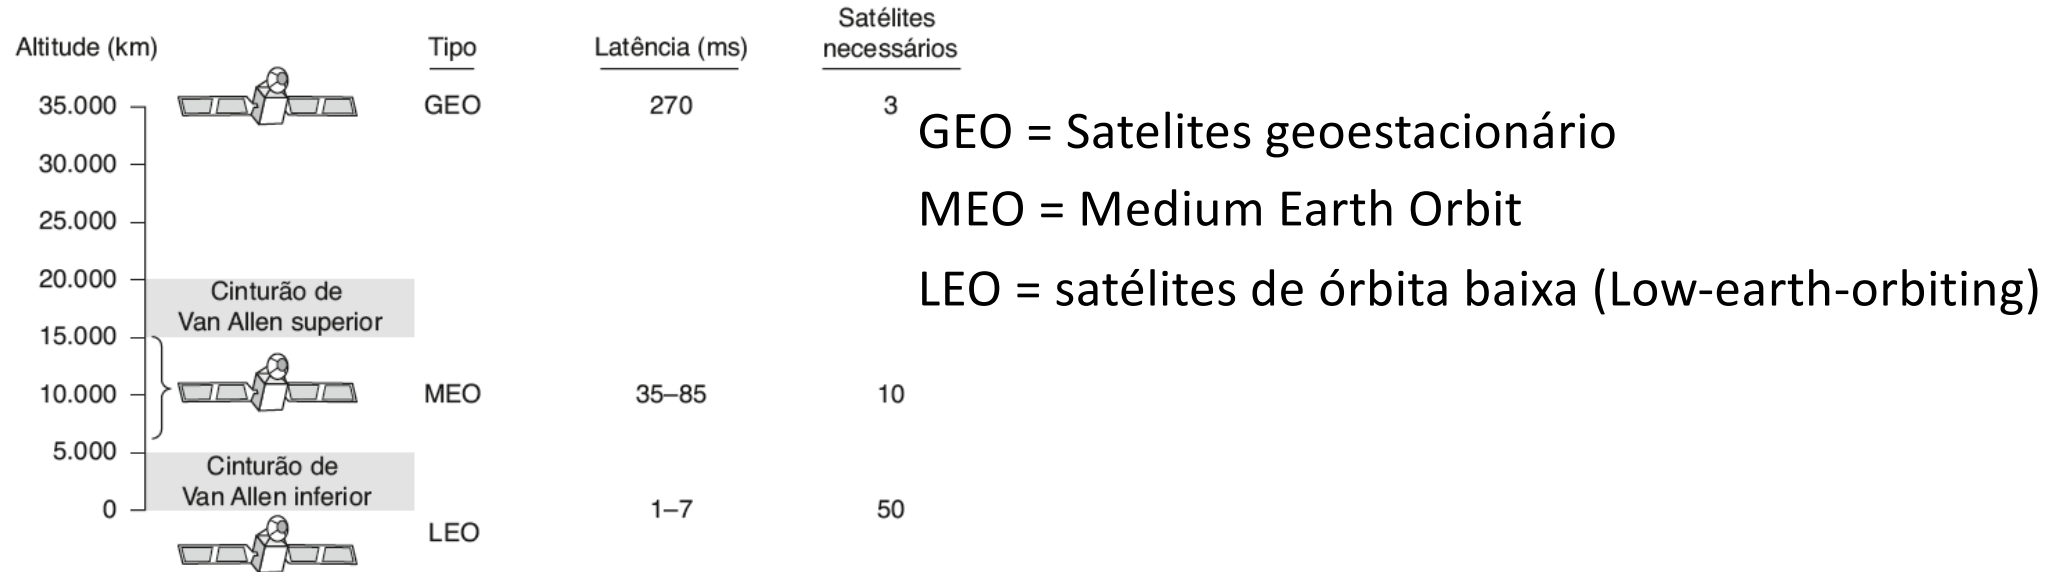 Altitude (km)
Tipo
Latência (ms)
Satélites
necessários
35.000
GEO
270
3
30.000
25.000
20.000
Cinturão de
Van Allen superior
15.000
10.000
MEO
35–85
10
5.000
Cinturão de
Van Allen inferior
0
LEO
1–7
50
GEO = Satelites geoestacionário
MEO = Medium Earth Orbit
LEO = satélites de órbita baixa (Low-earth-orbiting)